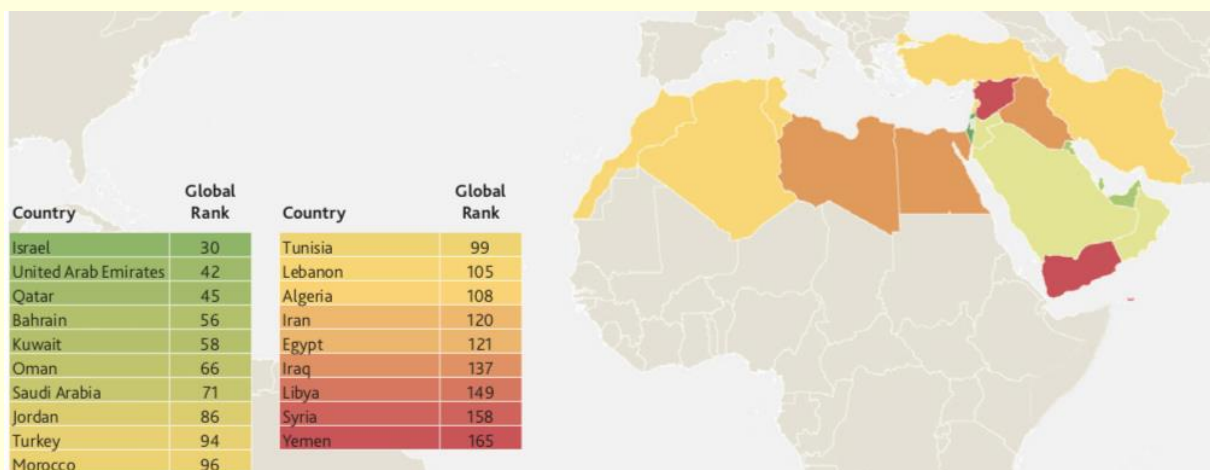 Country Global Rank
Israel 30
United Arab Emirates 42
Qatar 45
Bahrain 56
Kuwait 58
Oman 66
Saudi Arabia 71
Jordan 86
Turkey 94
Morocco 96
Country Global Rank
Tunisia 99
Lebanon 105
Algeria 108
Iran 120
Egypt 121
Iraq 137
Libya 149
Syria 158
Yemen 165